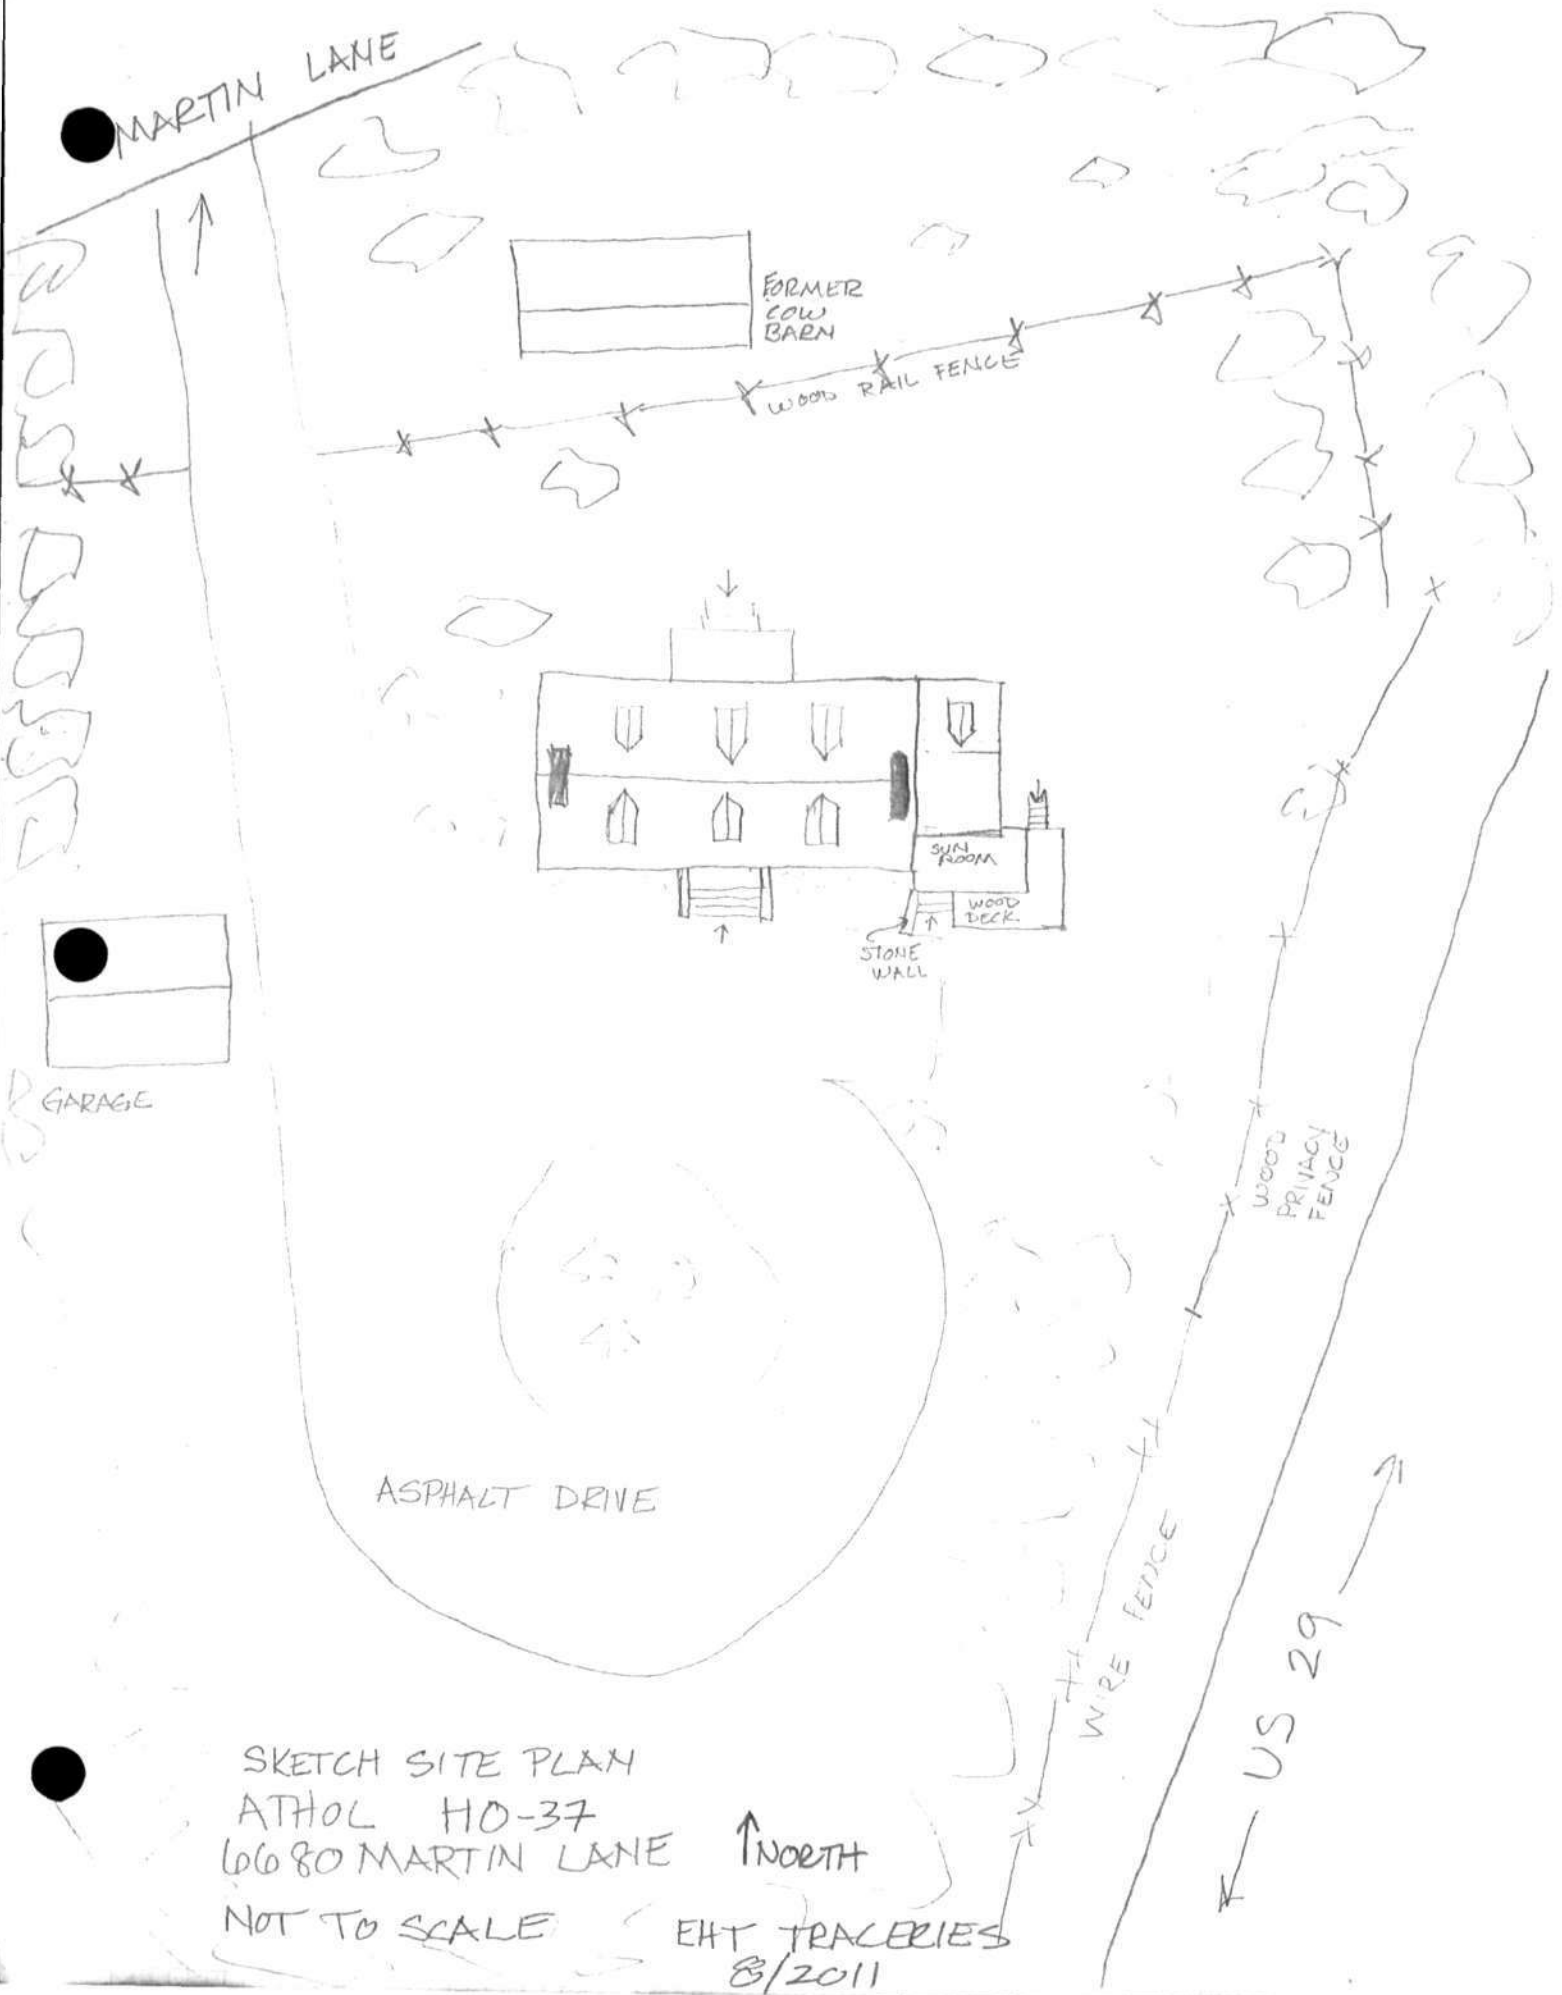 MARTIN LANE
FORMER
COW
BARN
WOOD RAIL FENCE
SUN
ROOM
WOOD
DECK
STONE
WALL
GARAGE
WOOD
PRIVACY
FENCE
ASPHALT DRIVE
WIRE FENCE
US 29
SKETCH SITE PLAN
ATHOL HO-37
6680 MARTIN LANE
NORTH
NOT TO SCALE
EHT TRACERIES
8/2011